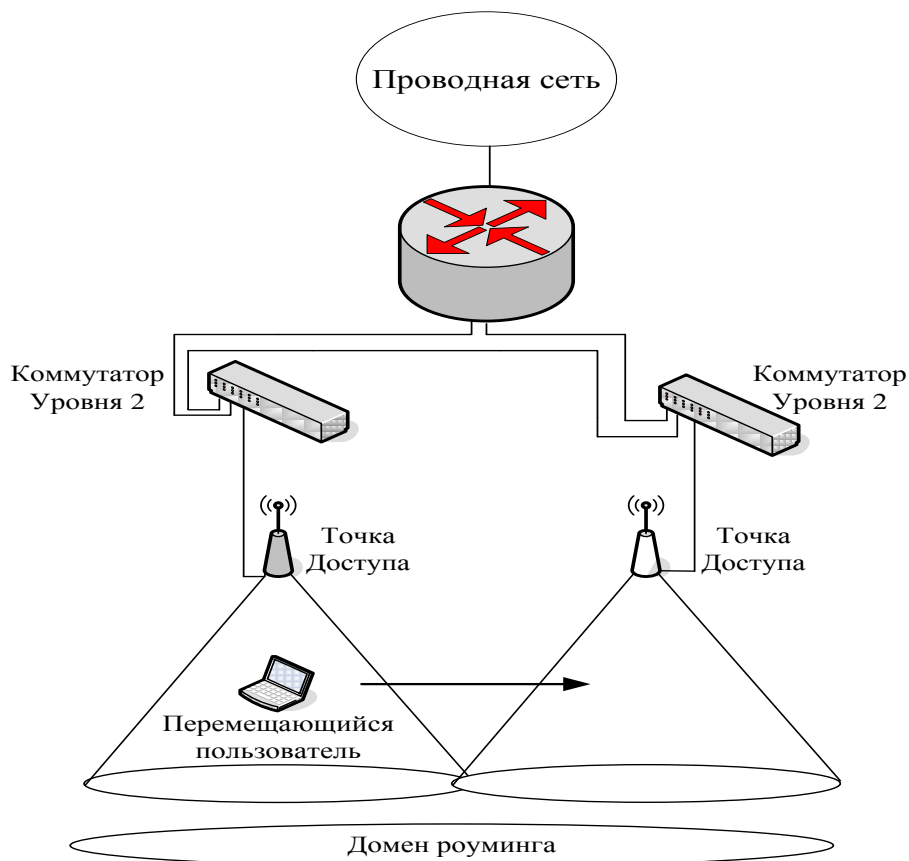 Проводная сеть
Коммутатор
Уровня 2
Коммутатор
Уровня 2
Точка
Доступа
Точка
Доступа
Перемещающийся
пользователь
Домен роуминга